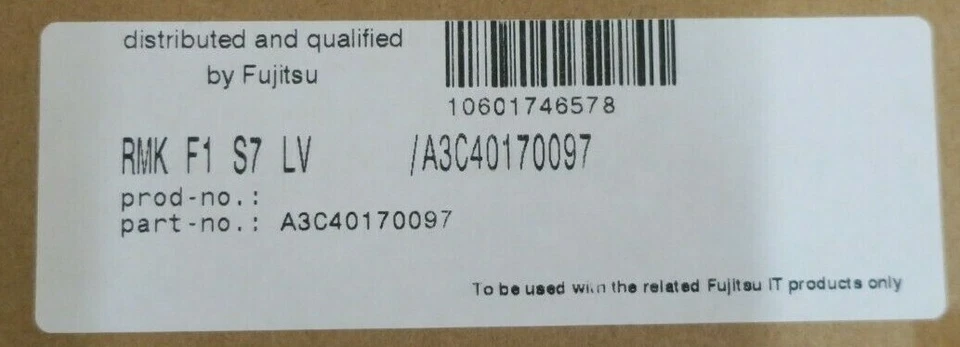 distributed and qualified
by Fujitsu
10601746578
RMK F1 S7 LV /A3C40170097
prod-no.:
part-no.: A3C40170097
To be used with the related Fujitsu IT products only